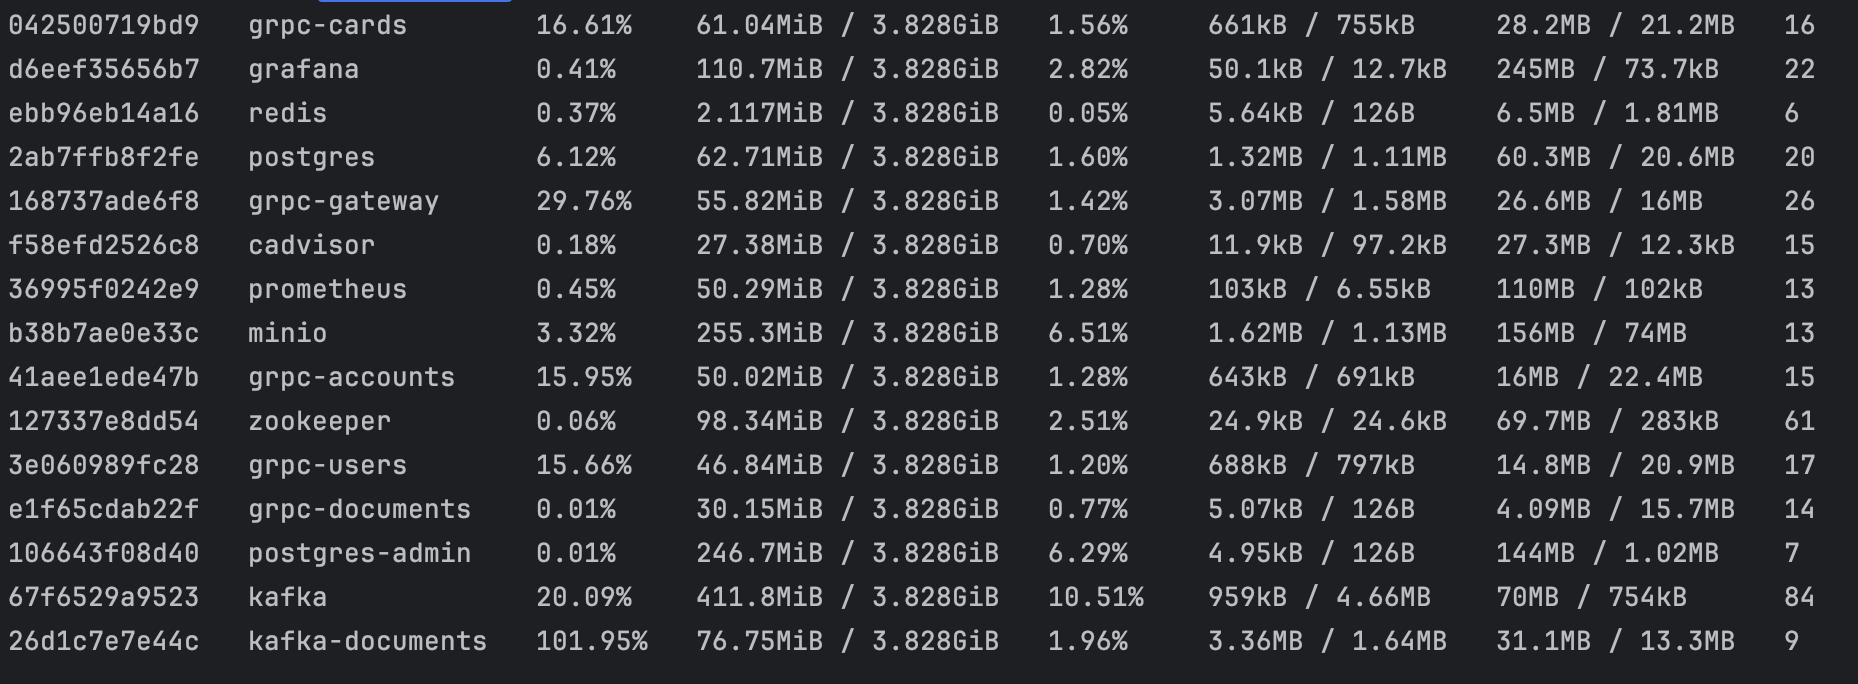 042500719bd9 grpc-cards 16.61% 61.04MiB / 3.828GiB 1.56% 661kB / 755kB 28.2MB / 21.2MB 16
d6eef35656b7 grafana 0.41% 110.7MiB / 3.828GiB 2.82% 50.1kB / 12.7kB 245MB / 73.7kB 22
ebb96eb14a16 redis 0.37% 2.117MiB / 3.828GiB 0.05% 5.64kB / 126B 6.5MB / 1.81MB 6
2ab7ffb8f2fe postgres 6.12% 62.71MiB / 3.828GiB 1.60% 1.32MB / 1.11MB 60.3MB / 20.6MB 20
168737ade6f8 grpc-gateway 29.76% 55.82MiB / 3.828GiB 1.42% 3.07MB / 1.58MB 26.6MB / 16MB 26
f58efd2526c8 cadvisor 0.18% 27.38MiB / 3.828GiB 0.70% 11.9kB / 97.2kB 27.3MB / 12.3kB 15
36995f0242e9 prometheus 0.45% 50.29MiB / 3.828GiB 1.28% 103kB / 6.55kB 110MB / 102kB 13
b38b7ae0e33c minio 3.32% 255.3MiB / 3.828GiB 6.51% 1.62MB / 1.13MB 156MB / 74MB 13
41aee1ede47b grpc-accounts 15.95% 50.02MiB / 3.828GiB 1.28% 643kB / 691kB 16MB / 22.4MB 15
127337e8dd54 zookeeper 0.06% 98.34MiB / 3.828GiB 2.51% 24.9kB / 24.6kB 69.7MB / 283kB 61
3e060989fc28 grpc-users 15.66% 46.84MiB / 3.828GiB 1.20% 688kB / 797kB 14.8MB / 20.9MB 17
e1f65cdab22f grpc-documents 0.01% 30.15MiB / 3.828GiB 0.77% 5.07kB / 126B 4.09MB / 15.7MB 14
106643f08d40 postgres-admin 0.01% 246.7MiB / 3.828GiB 6.29% 4.95kB / 126B 144MB / 1.02MB 7
67f6529a9523 kafka 20.09% 411.8MiB / 3.828GiB 10.51% 959kB / 4.66MB 70MB / 754kB 84
26d1c7e7e44c kafka-documents 101.95% 76.75MiB / 3.828GiB 1.96% 3.36MB / 1.64MB 31.1MB / 13.3MB 9